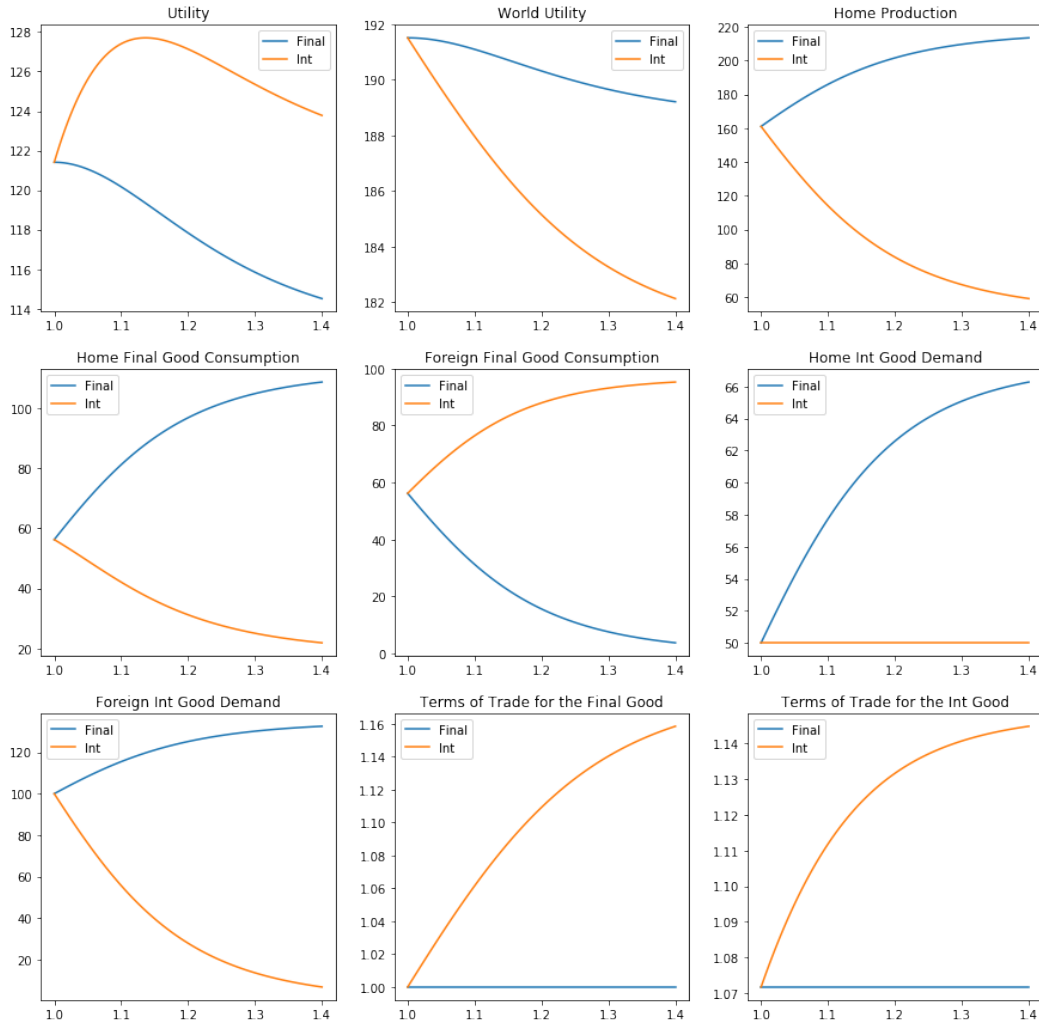 Utility
128
126
124
122
120
118
116
114
1.0 1.1 1.2 1.3 1.4
Final
Int
World Utility
192
190
188
186
184
182
1.0 1.1 1.2 1.3 1.4
Final
Int
Home Production
220
200
180
160
140
120
100
80
60
1.0 1.1 1.2 1.3 1.4
Final
Int
Home Final Good Consumption
100
80
60
40
20
1.0 1.1 1.2 1.3 1.4
Final
Int
Foreign Final Good Consumption
100
80
60
40
20
0
1.0 1.1 1.2 1.3 1.4
Final
Int
Home Int Good Demand
66
64
62
60
58
56
54
52
50
1.0 1.1 1.2 1.3 1.4
Final
Int
Foreign Int Good Demand
120
100
80
60
40
20
1.0 1.1 1.2 1.3 1.4
Final
Int
Terms of Trade for the Final Good
1.16
1.14
1.12
1.10
1.08
1.06
1.04
1.02
1.00
1.0 1.1 1.2 1.3 1.4
Final
Int
Terms of Trade for the Int Good
1.14
1.13
1.12
1.11
1.10
1.09
1.08
1.07
1.0 1.1 1.2 1.3 1.4
Final
Int